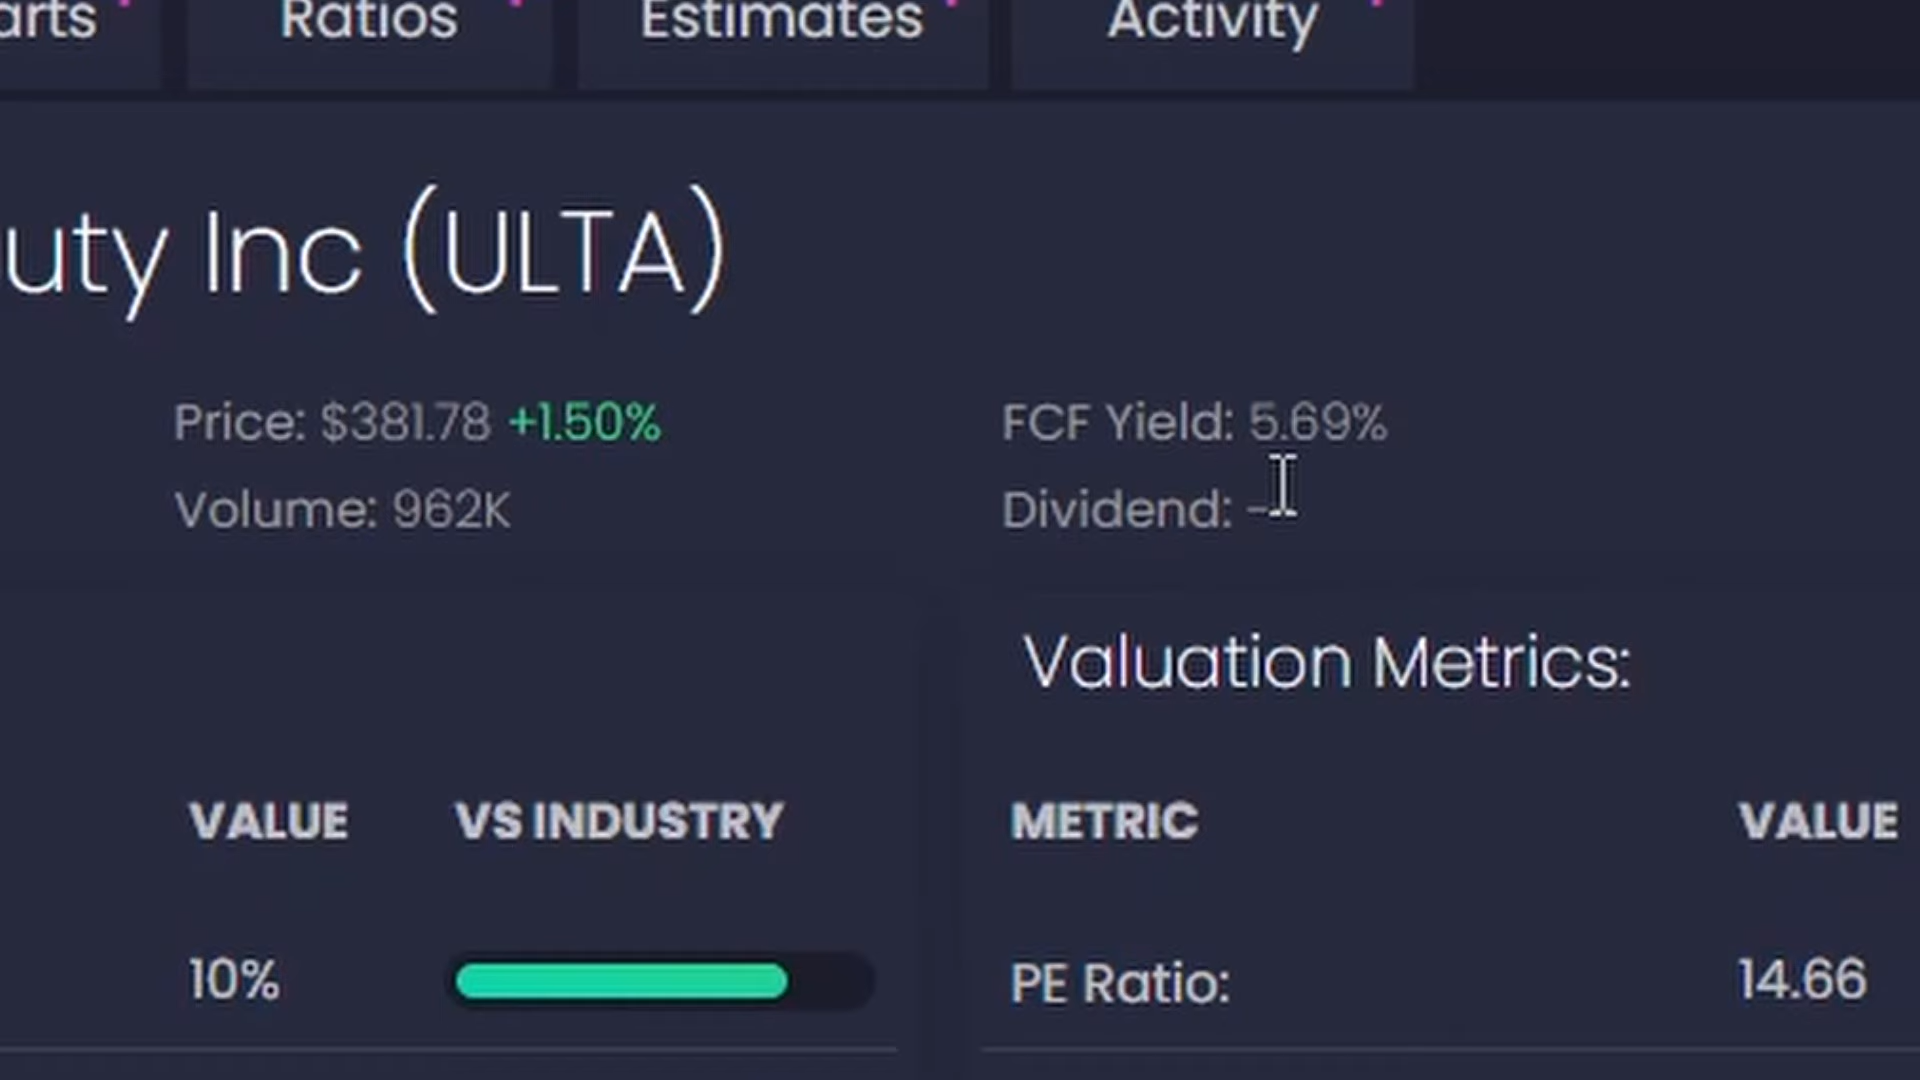 arts Ratios Estimates Activity
uty Inc (ULTA)
Price: $381.78 +1.50% FCF Yield: 5.69%
Volume: 962K Dividend: -
Valuation Metrics:
VALUE VS INDUSTRY METRIC VALUE
10% PE Ratio: 14.66